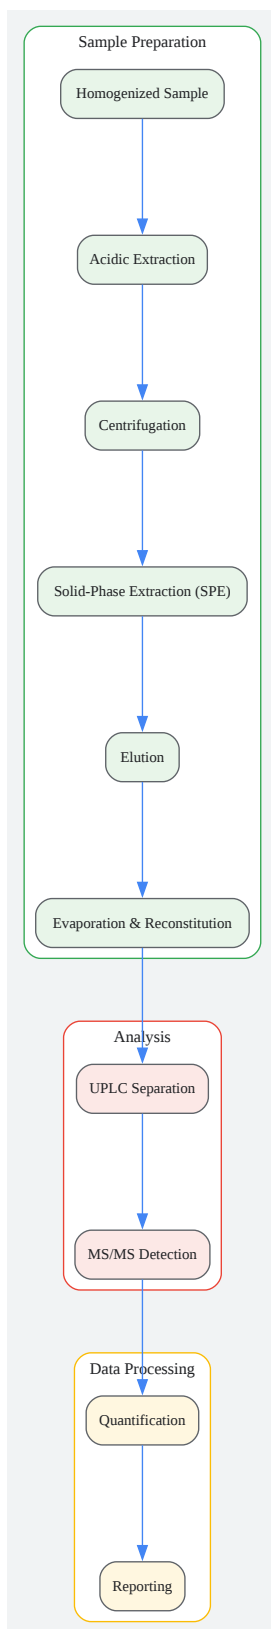 Sample Preparation
Homogenized Sample
Acidic Extraction
Centrifugation
Solid-Phase Extraction (SPE)
Elution
Evaporation & Reconstitution
Analysis
UPLC Separation
MS/MS Detection
Data Processing
Quantification
Reporting